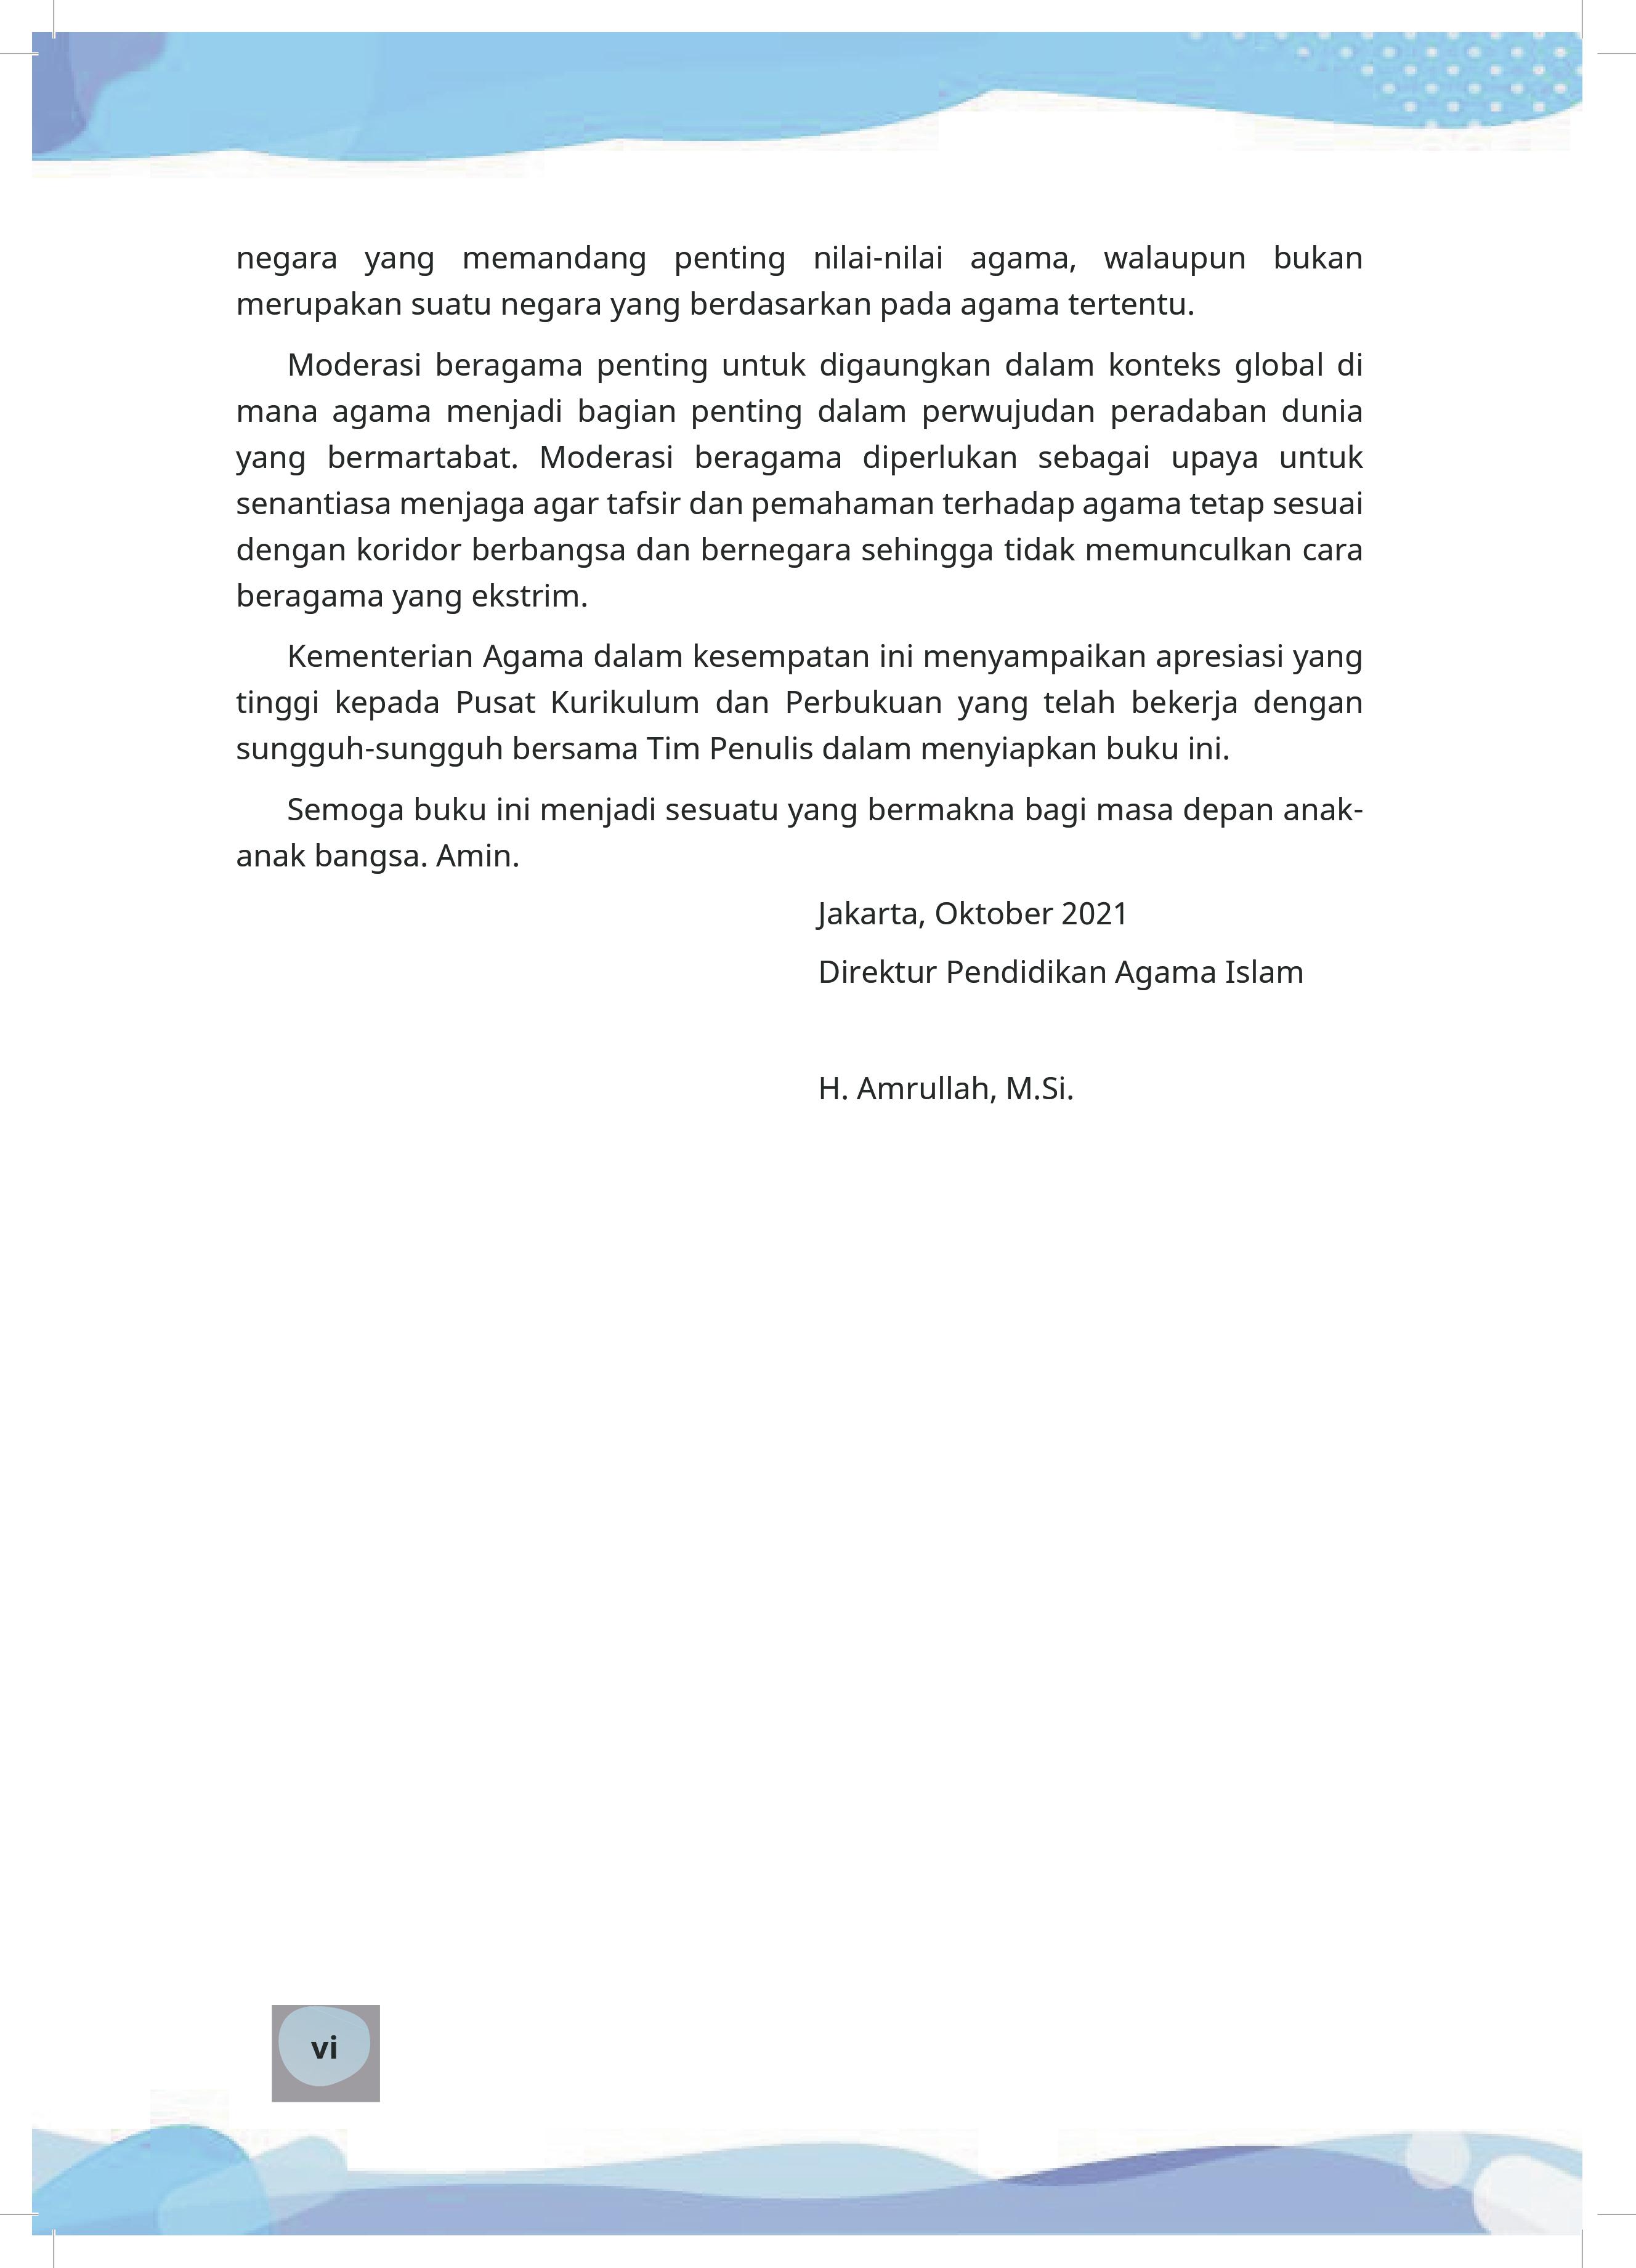 negara yang memandang penting nilai-nilai agama, walaupun bukan
merupakan suatu negara yang berdasarkan pada agama tertentu.
Moderasi beragama penting untuk digaungkan dalam konteks global di
mana agama menjadi bagian penting dalam perwujudan peradaban dunia
yang bermartabat. Moderasi beragama diperlukan sebagai upaya untuk
senantiasa menjaga agar tafsir dan pemahaman terhadap agama tetap sesuai
dengan koridor berbangsa dan bernegara sehingga tidak memunculkan cara
beragama yang ekstrim.
Kementerian Agama dalam kesempatan ini menyampaikan apresiasi yang
tinggi kepada Pusat Kurikulum dan Perbukuan yang telah bekerja dengan
sungguh-sungguh bersama Tim Penulis dalam menyiapkan buku ini.
Semoga buku ini menjadi sesuatu yang bermakna bagi masa depan anak-
anak bangsa. Amin.
Jakarta, Oktober 2021
Direktur Pendidikan Agama Islam
H. Amrullah, M.Si.
vi